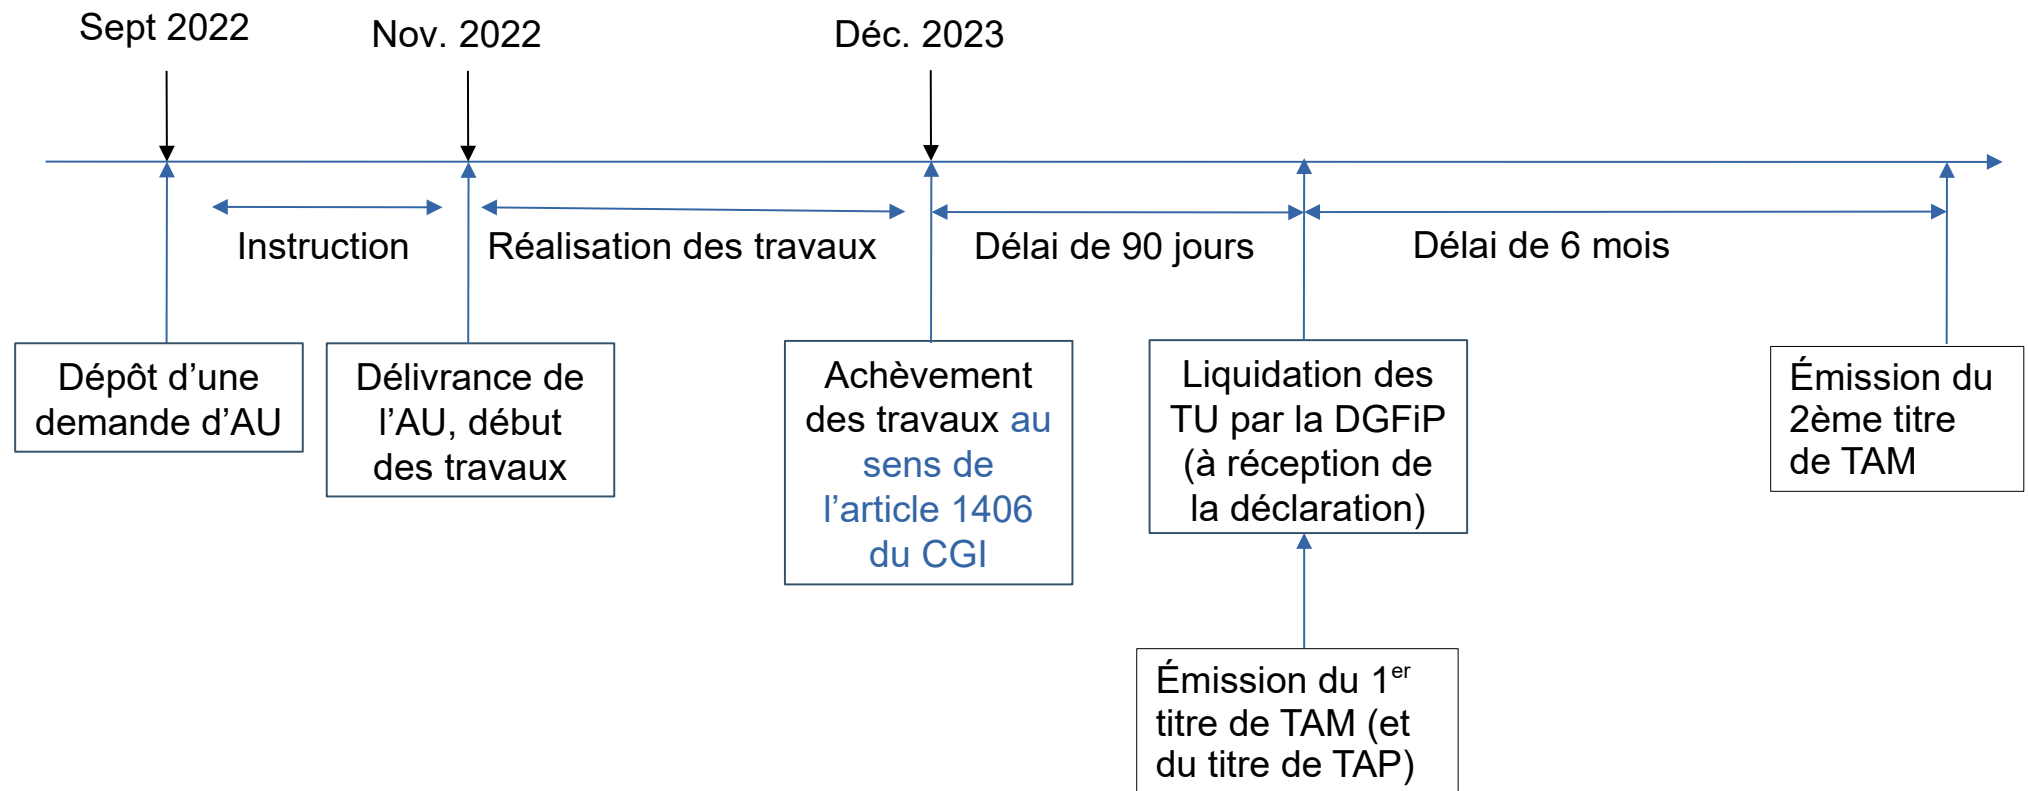 Sept 2022
Nov. 2022
Déc. 2023
Instruction
Réalisation des travaux
Délai de 90 jours
Délai de 6 mois
Dépôt d’une
demande d’AU
Délivrance de
l’AU, début
des travaux
Achèvement
des travaux au
sens de
l’article 1406
du CGI
Liquidation des
TU par la DGFiP
(à réception de
la déclaration)
Émission du
2ème titre
de TAM
Émission du 1er
titre de TAM (et
du titre de TAP)